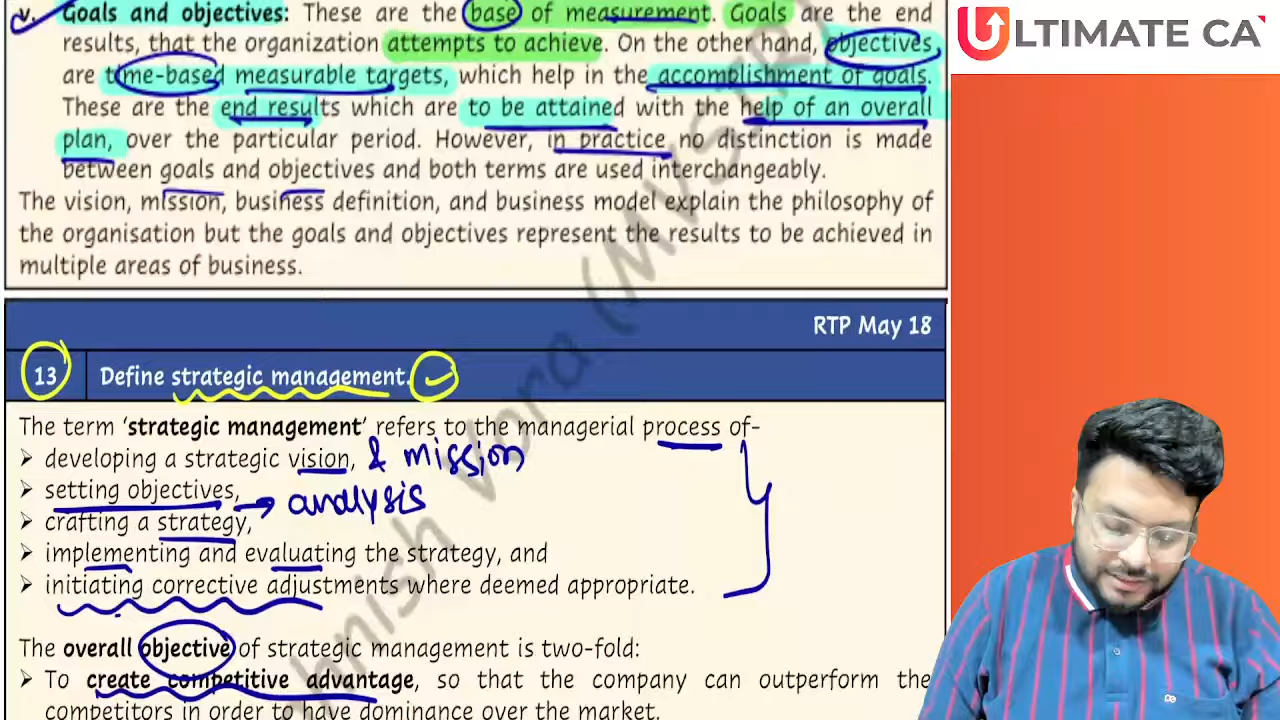 v. Goals and objectives: These are the base of measurement. Goals are the end
results, that the organization attempts to achieve. On the other hand, objectives,
are time-based measurable targets, which help in the accomplishment of goals.
These are the end results which are to be attained with the help of an overall
plan, over the particular period. However, in practice no distinction is made
between goals and objectives and both terms are used interchangeably.
The vision, mission, business definition, and business model explain the philosophy of
the organisation but the goals and objectives represent the results to be achieved in
multiple areas of business.
ULTIMATE CA
RTP May 18
13 Define strategic management.
The term ‘strategic management’ refers to the managerial process of-
➢ developing a strategic vision, & mission
➢ setting objectives, → analysis
➢ crafting a strategy,
➢ implementing and evaluating the strategy, and
➢ initiating corrective adjustments where deemed appropriate.
The overall objective of strategic management is two-fold:
➢ To create competitive advantage, so that the company can outperform the
competitors in order to have dominance over the market.